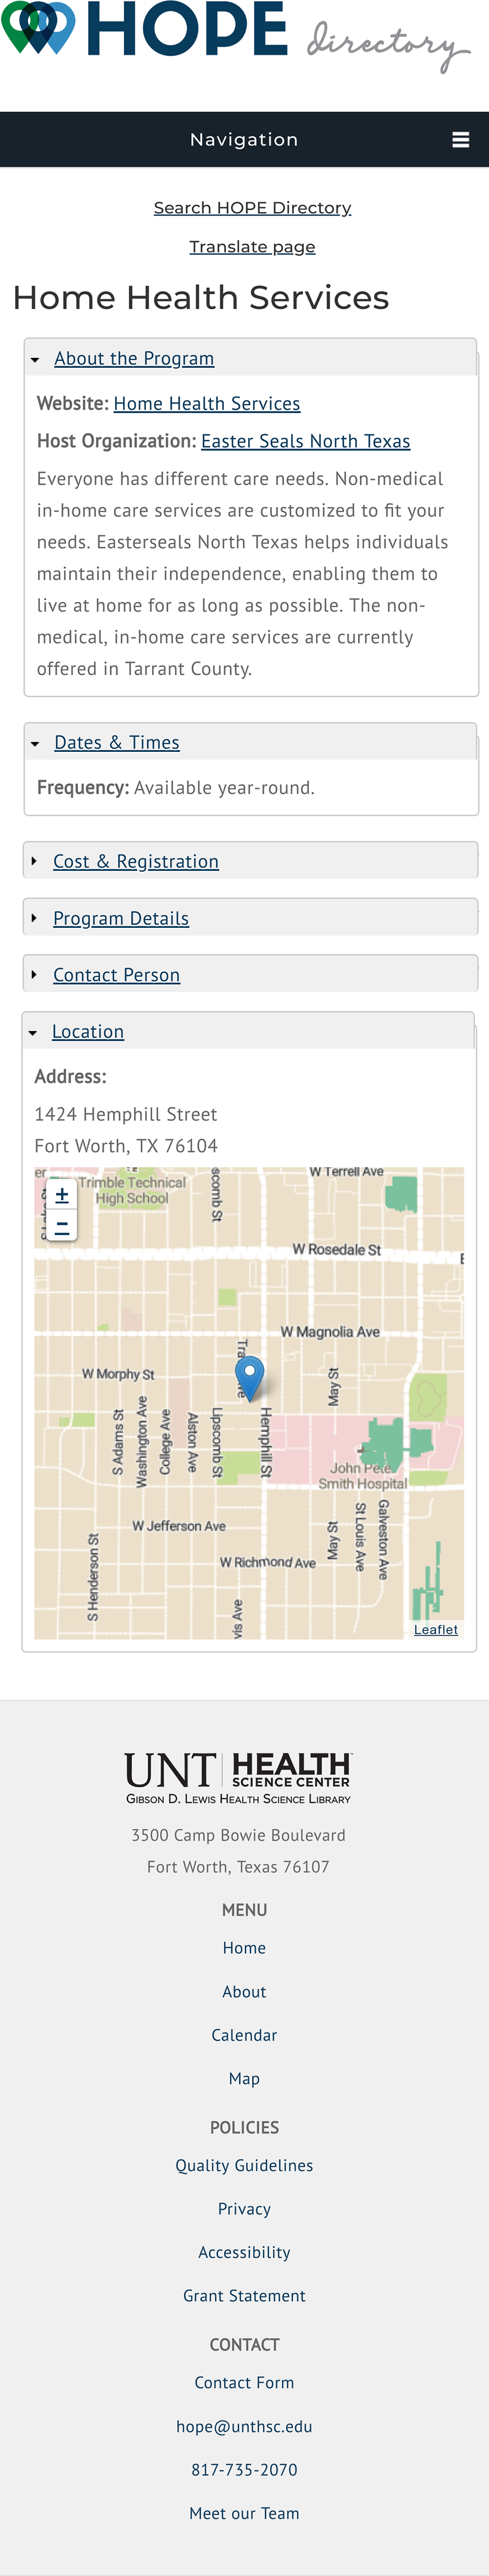 HOPE directory
Navigation
Search HOPE Directory
Translate page
Home Health Services
About the Program
Website: Home Health Services
Host Organization: Easter Seals North Texas
Everyone has different care needs. Non-medical
in-home care services are customized to fit your
needs. Easterseals North Texas helps individuals
maintain their independence, enabling them to
live at home for as long as possible. The non-
medical, in-home care services are currently
offered in Tarrant County.
Dates & Times
Frequency: Available year-round.
Cost & Registration
Program Details
Contact Person
Location
Address:
1424 Hemphill Street
Fort Worth, TX 76104
W Terrell Ave
Trimble Technical
High School
scomb St
+
−
W Rosedale St
W Magnolia Ave
W Morphy St
May St
S Adams St
Washington Ave
College Ave
Alston Ave
Lipscomb St
Hemphill St
John Pete
Smith Hospital
W Jefferson Ave
May St
St Louis Ave
Galveston Ave
W Richmond Ave
S Henderson St
vis Ave
Leaflet
UNT HEALTH
SCIENCE CENTER
GIBSON D. LEWIS HEALTH SCIENCE LIBRARY
3500 Camp Bowie Boulevard
Fort Worth, Texas 76107
MENU
Home
About
Calendar
Map
POLICIES
Quality Guidelines
Privacy
Accessibility
Grant Statement
CONTACT
Contact Form
hope@unthsc.edu
817-735-2070
Meet our Team